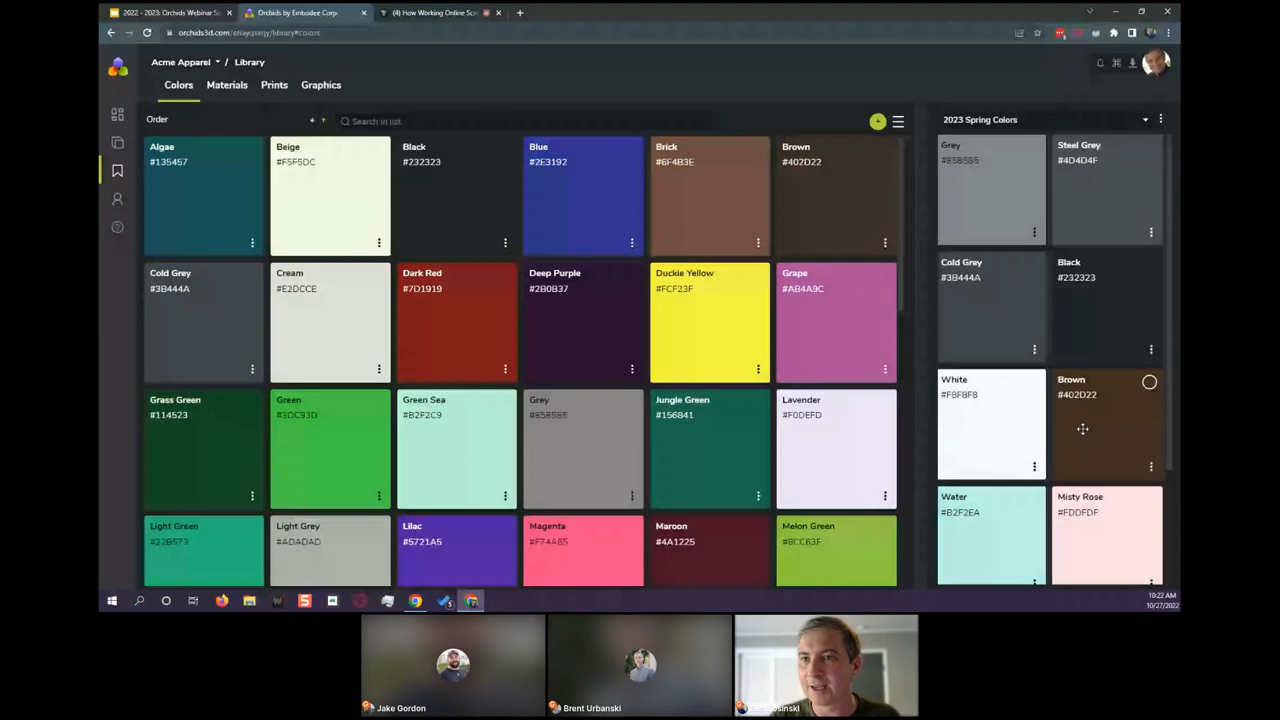 2022 - 2023: Orchids Webinar S
Orchids by Embodee Corp.
(4) How Working Online Sc
orchids3d.com/
/library#colors
Acme Apparel / Library
Colors Materials Prints Graphics
Order
Search in list
2023 Spring Colors
Algae
#135457
Beige
#F5F5DC
Black
#232323
Blue
#2E3192
Brick
#6F4B3E
Brown
#402D22
Cold Grey
#3B444A
Cream
#E2DCCE
Dark Red
#7D1919
Deep Purple
#2B0B37
Duckie Yellow
#FCF23F
Grape
#AB4A9C
Grass Green
#114523
Green
#3DC93D
Green Sea
#B2F2C9
Grey
#858585
Jungle Green
#156841
Lavender
#F0DEFD
Light Green
#22B573
Light Grey
#ADADAD
Lilac
#5721A5
Magenta
#F74465
Maroon
#4A1225
Melon Green
#8CC63F
Grey
#858585
Steel Grey
#4D4D4F
Cold Grey
#3B444A
Black
#232323
White
#F8F8F8
Brown
#402D22
Water
#B2F2EA
Misty Rose
#FDDFDF
10:22 AM
10/27/2022
Jake Gordon
Brent Urbanski